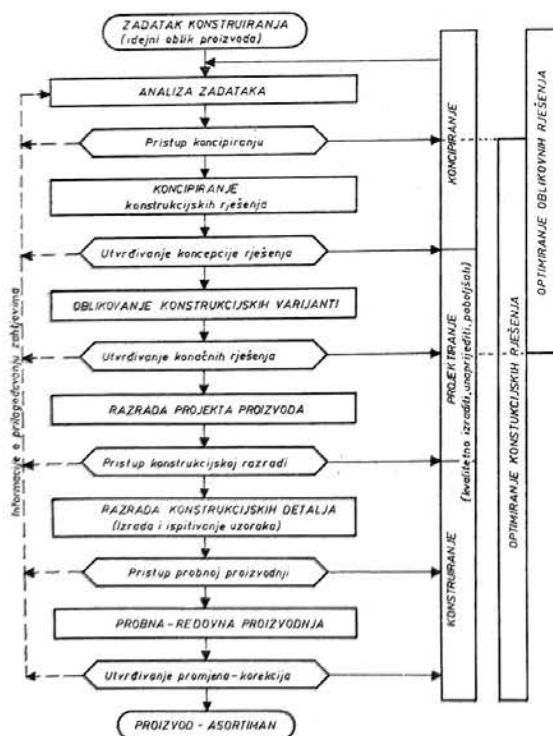 ZADATAK KONSTRUIRANJA
(idejni oblik proizvoda)
ANALIZA ZADATAKA
Pristup koncipiranju
KONCIPIRANJE
konstrukcijskih rješenja
Utvrđivanje koncepcije rješenja
OBLIKOVANJE KONSTRUKCIJSKIH VARIJANTI
Utvrđivanje konačnih rješenja
RAZRADA PROJEKTA PROIZVODA
Pristup konstrukcijskoj razradi
RAZRADA KONSTRUKCIJSKIH DETALJA
(Izrada i ispitivanje uzoraka)
Pristup probnoj proizvodnji
PROBNA-REDOVNA PROIZVODNJA
Utvrđivanje promjena-korekcija
PROIZVOD - ASORTIMAN
Informacije o prilagođavanju zahtjevima
KONCIPIRANJE
PROJEKTIRANJE
(kvalitetno izraditi, unaprijediti, poboljšati)
KONSTRUIRANJE
OPTIMIRANJE KONSTUKCIJSKIH RJEŠENJA
OPTIMIRANJE OBLIKOVNIH RJEŠENJA